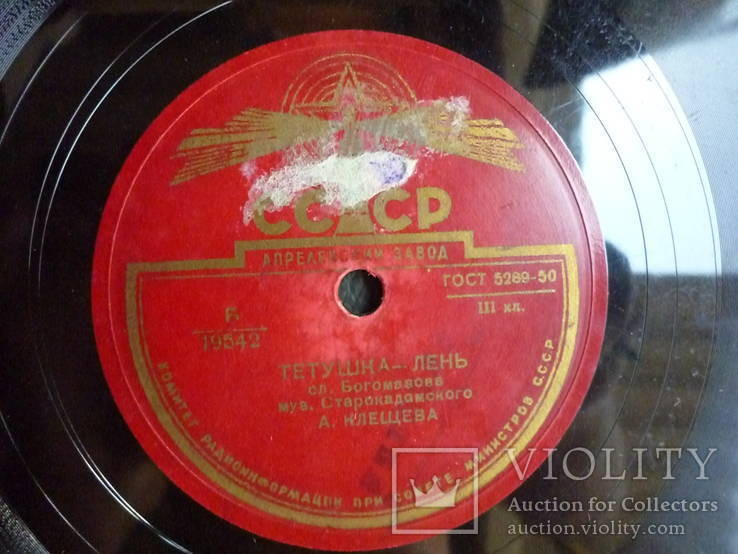 СССР
АПРЕЛЕВСКИЙ ЗАВОД
ГОСТ 5289-50
III кл.
Г
19542
ТЕТУШКА-ЛЕНЬ
сл. Богомазова
муз. Старокадомского
А. КЛЕЩЕВА
КОМИТЕТ РАДИОИНФОРМАЦИИ ПРИ СОВЕТЕ МИНИСТРОВ СССР
VIOLITY
Auction for Collectors
auction.violity.com